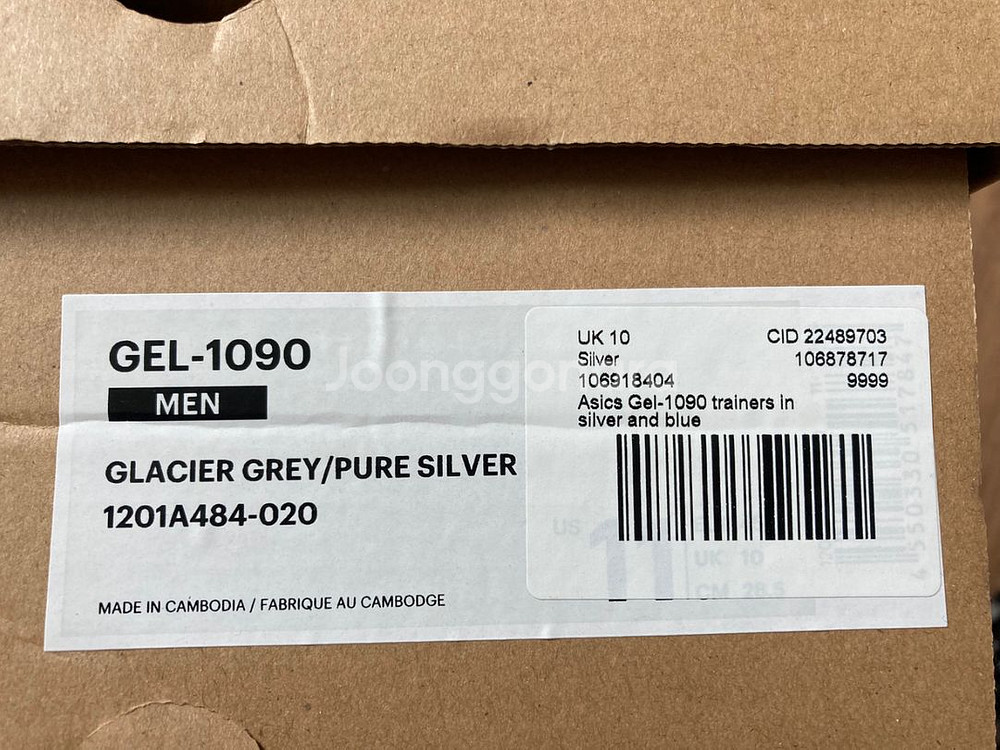 GEL-1090
MEN
GLACIER GREY/PURE SILVER
1201A484-020
MADE IN CAMBODIA / FABRIQUE AU CAMBODGE
UK 10 CID 22489703
Silver 106878717
106918404 9999
Asics Gel-1090 trainers in
silver and blue
US 11
UK 10
CM 28.5